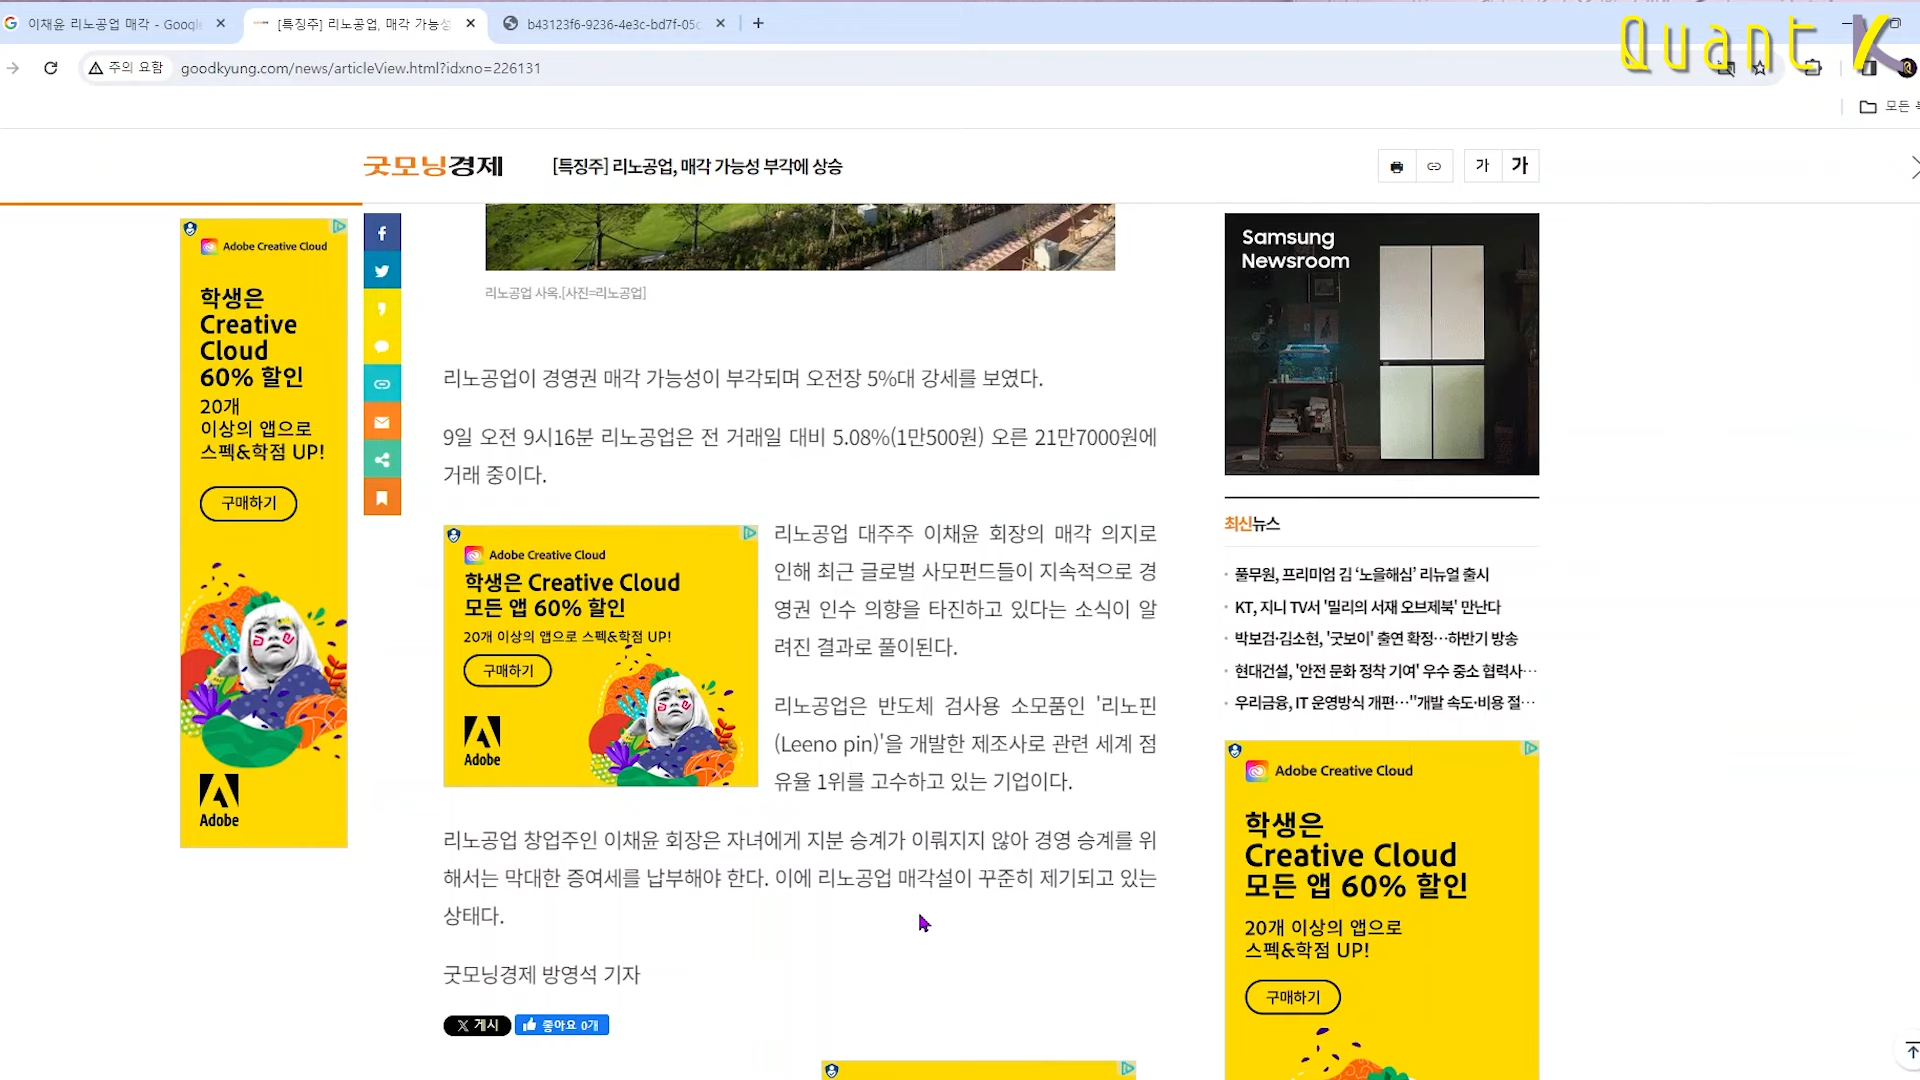 이채윤 리노공업 매각 - Google
[특징주] 리노공업, 매각 가능성
b43123f6-9236-4e3c-bd7f-05c
Quant K
주의 요함
goodkyung.com/news/articleView.html?idxno=226131
모든
굿모닝경제
[특징주] 리노공업, 매각 가능성 부각에 상승
가
가
Adobe Creative Cloud
학생은
Creative
Cloud
60% 할인
20개
이상의 앱으로
스펙&학점 UP!
구매하기
Adobe
리노공업 사옥.[사진=리노공업]
리노공업이 경영권 매각 가능성이 부각되며 오전장 5%대 강세를 보였다.
9일 오전 9시16분 리노공업은 전 거래일 대비 5.08%(1만500원) 오른 21만7000원에
거래 중이다.
Adobe Creative Cloud
학생은 Creative Cloud
모든 앱 60% 할인
20개 이상의 앱으로 스펙&학점 UP!
구매하기
Adobe
리노공업 대주주 이채윤 회장의 매각 의지로
인해 최근 글로벌 사모펀드들이 지속적으로 경
영권 인수 의향을 타진하고 있다는 소식이 알
려진 결과로 풀이된다.
리노공업은 반도체 검사용 소모품인 '리노핀
(Leeno pin)'을 개발한 제조사로 관련 세계 점
유율 1위를 고수하고 있는 기업이다.
리노공업 창업주인 이채윤 회장은 자녀에게 지분 승계가 이뤄지지 않아 경영 승계를 위
해서는 막대한 증여세를 납부해야 한다. 이에 리노공업 매각설이 꾸준히 제기되고 있는
상태다.
굿모닝경제 방영석 기자
X 게시
좋아요 0개
Samsung
Newsroom
최신뉴스
풀무원, 프리미엄 김 ‘노을해심’ 리뉴얼 출시
KT, 지니 TV서 '밀리의 서재 오브제북' 만난다
박보검·김소현, '굿보이' 출연 확정…하반기 방송
현대건설, '안전 문화 정착 기여' 우수 중소 협력사…
우리금융, IT 운영방식 개편…"개발 속도·비용 절…
Adobe Creative Cloud
학생은
Creative Cloud
모든 앱 60% 할인
20개 이상의 앱으로
스펙&학점 UP!
구매하기